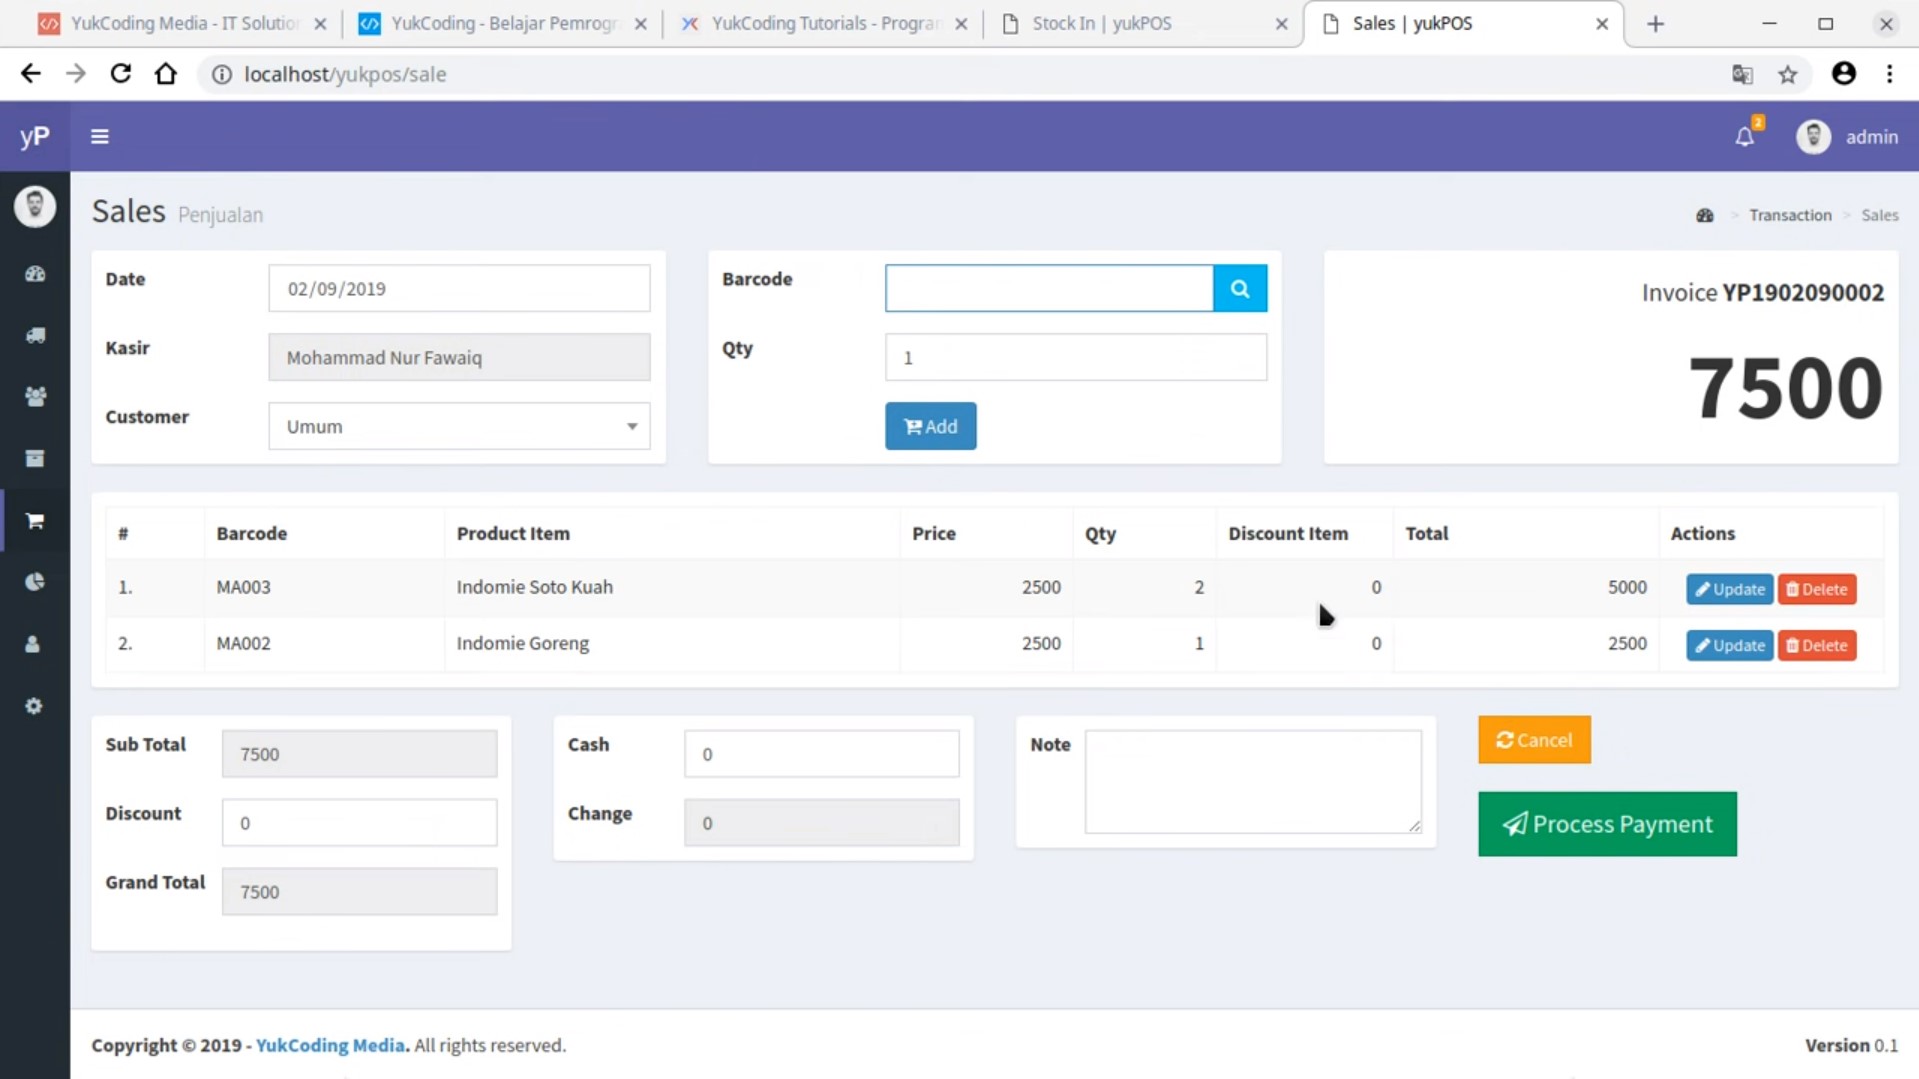 YukCoding Media - IT Solution
YukCoding - Belajar Pemrogra
YukCoding Tutorials - Program
Stock In | yukPOS
Sales | yukPOS
localhost/yukpos/sale
yP
2
admin
Sales Penjualan
> Transaction > Sales
Date
02/09/2019
Kasir
Mohammad Nur Fawaiq
Customer
Umum
Barcode
Qty
1
Add
Invoice YP1902090002
7500
# Barcode Product Item Price Qty Discount Item Total Actions
1. MA003 Indomie Soto Kuah 2500 2 0 5000 Update Delete
2. MA002 Indomie Goreng 2500 1 0 2500 Update Delete
Sub Total
7500
Discount
0
Grand Total
7500
Cash
0
Change
0
Note
Cancel
Process Payment
Copyright © 2019 - YukCoding Media. All rights reserved.
Version 0.1